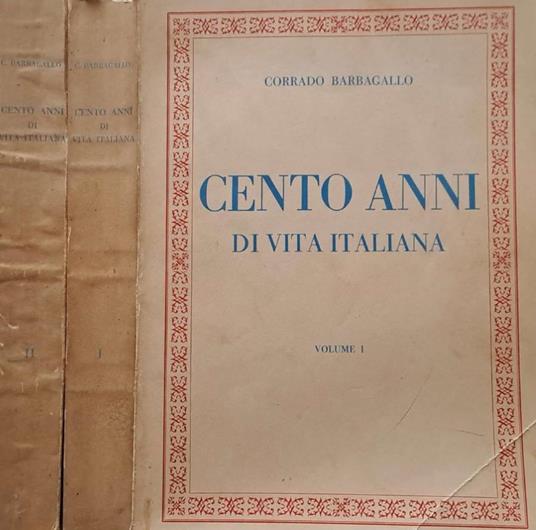 C. BARBAGALLO
CENTO ANNI
DI
VITA ITALIANA
II
C. BARBAGALLO
CENTO ANNI
DI
VITA ITALIANA
I
CORRADO BARBAGALLO
CENTO ANNI
DI VITA ITALIANA
VOLUME I